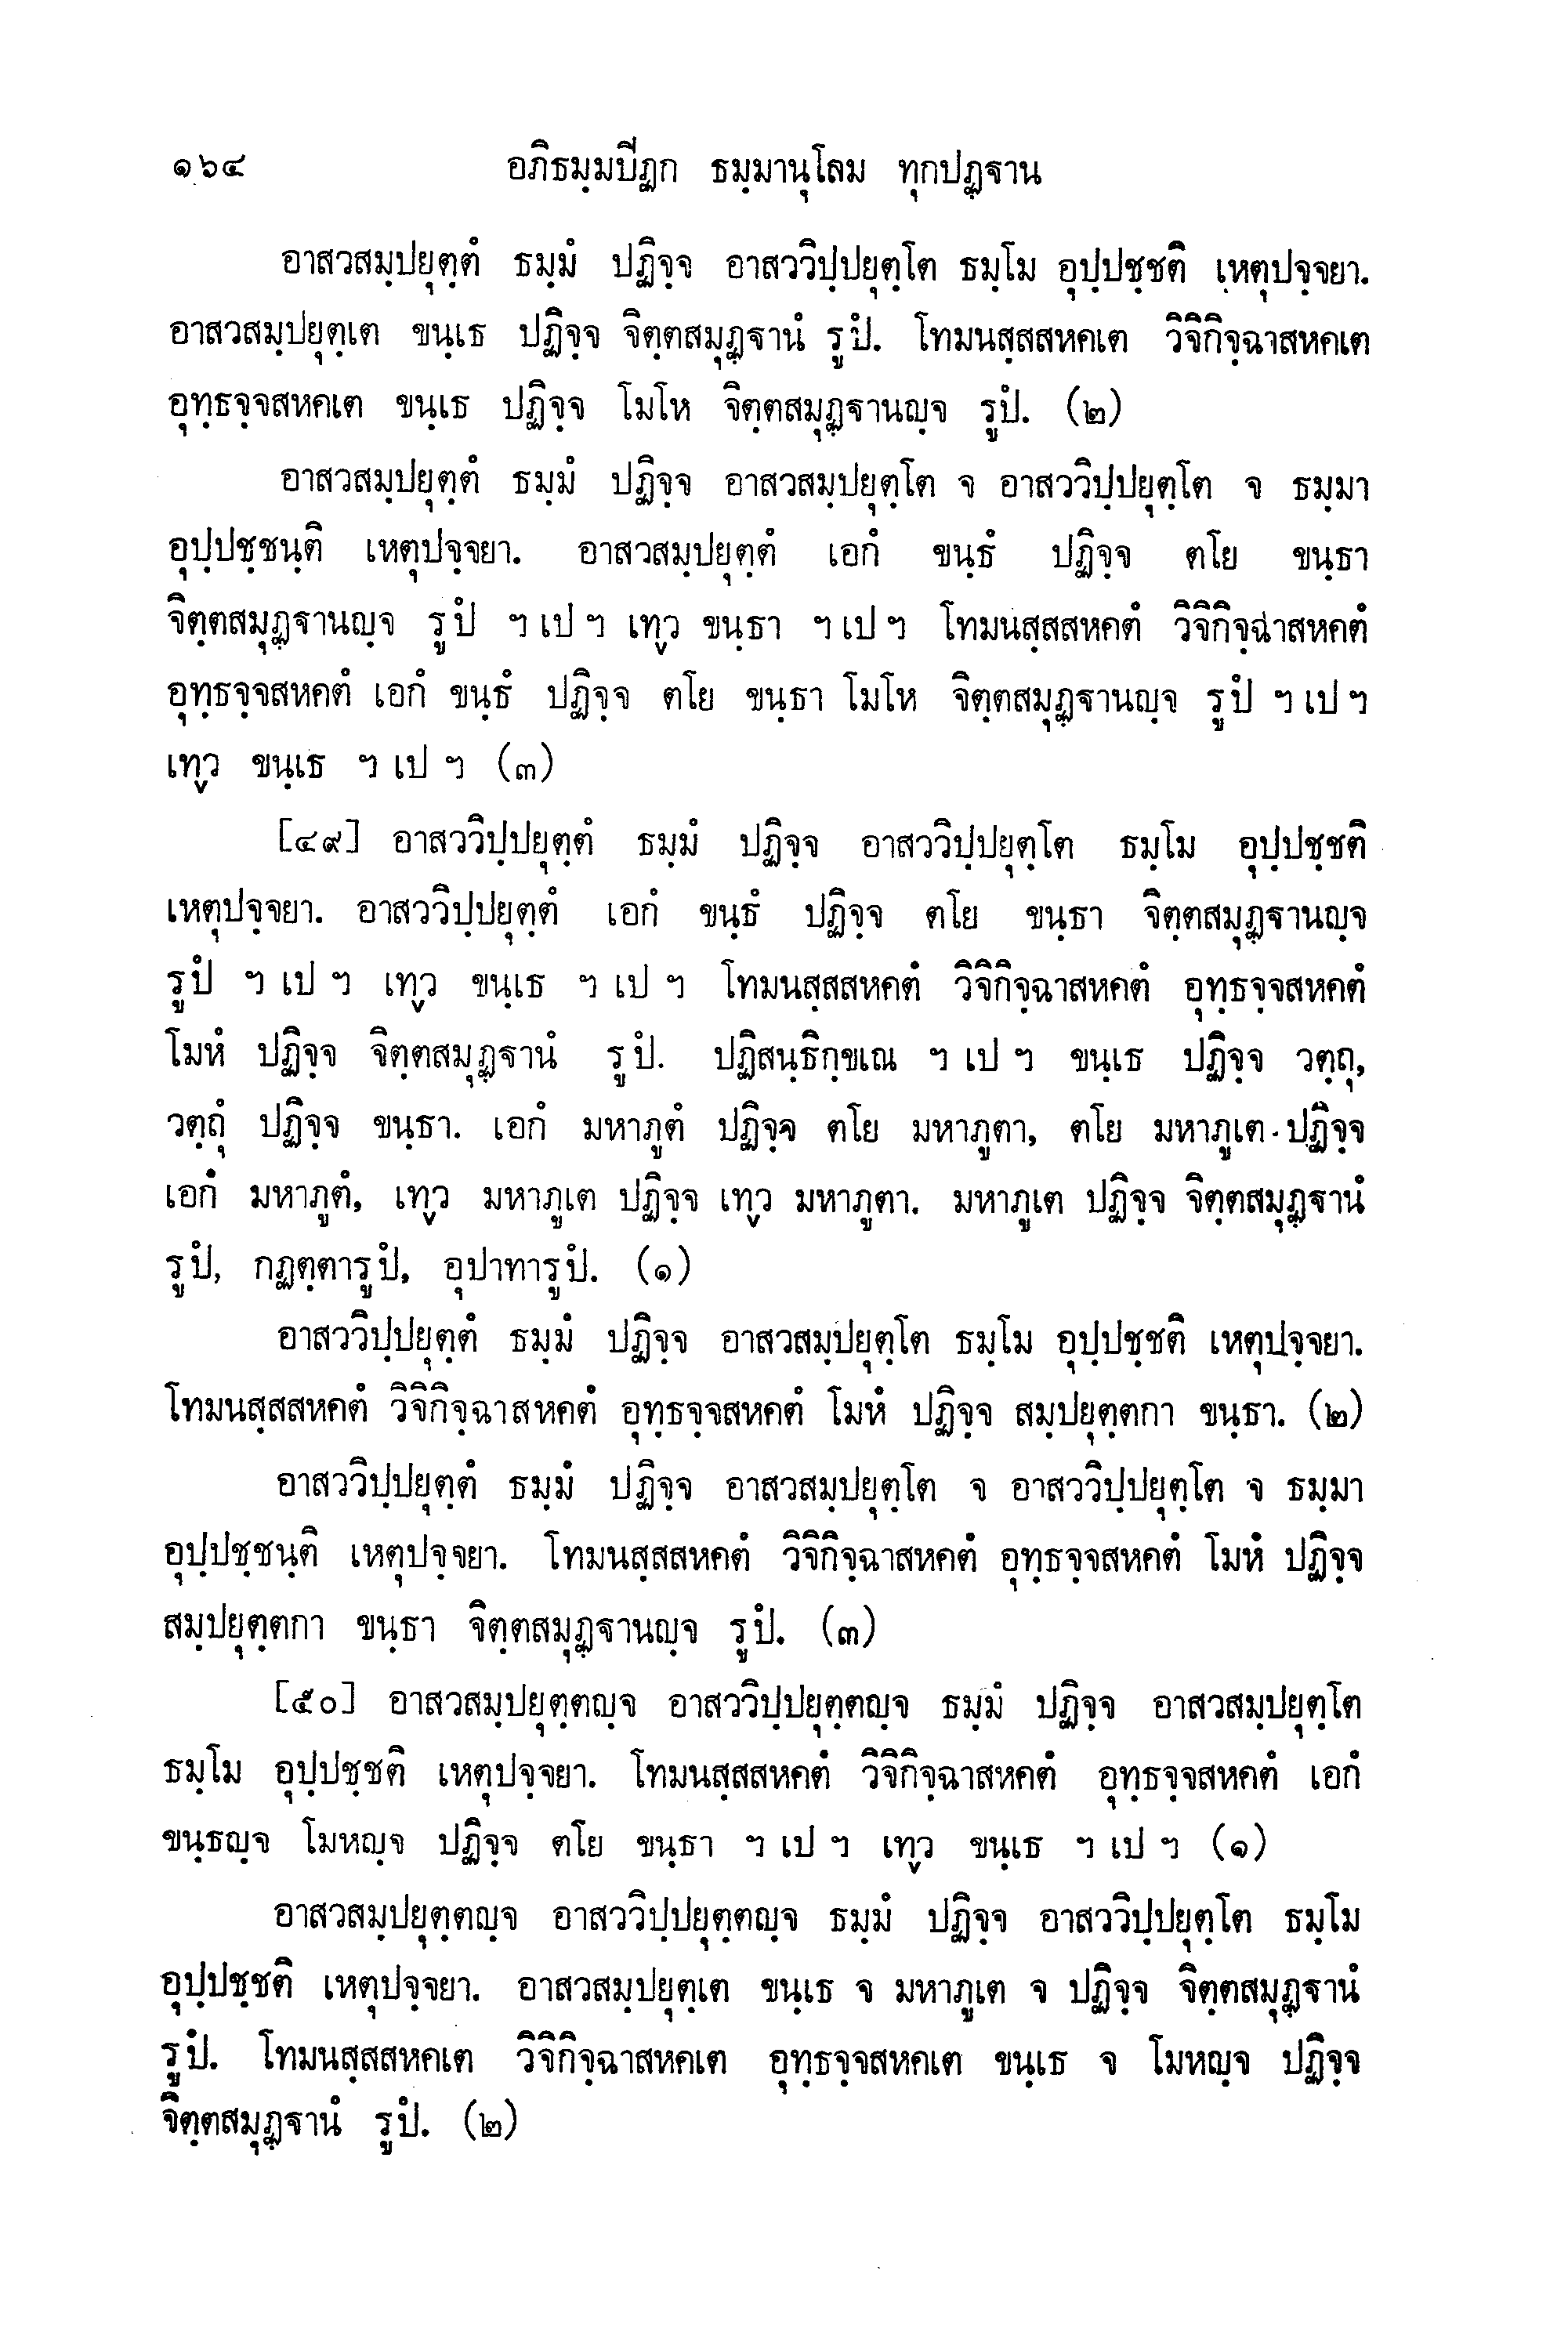 ๑๖๔ อภิธมฺมปีฏก ธมฺมานุโลม ทุกปฏฺฐาน
อาสวสมฺปยุตฺตํ ธมฺมํ ปฏิจฺจ อาสววิปฺปยุตฺโต ธมฺโม อุปฺปชฺชติ เหตุปจฺจยา.
อาสวสมฺปยุตฺเต ขนฺเธ ปฏิจฺจ จิตฺตสมุฏฺฐานํ รูปํ. โทมนสฺสสหคเต วิจิกิจฺฉาสหคเต
อุทฺธจฺจสหคเต ขนฺเธ ปฏิจฺจ โมโห จิตฺตสมุฏฺฐานญฺจ รูปํ. (๒)
อาสวสมฺปยุตฺตํ ธมฺมํ ปฏิจฺจ อาสวสมฺปยุตฺโต จ อาสววิปฺปยุตฺโต จ ธมฺมา
อุปฺปชฺชนฺติ เหตุปจฺจยา. อาสวสมฺปยุตฺตํ เอกํ ขนฺธํ ปฏิจฺจ ตโย ขนฺธา
จิตฺตสมุฏฺฐานญฺจ รูปํ ฯ เป ฯ เทฺว ขนฺธา ฯ เป ฯ โทมนสฺสสหคตํ วิจิกิจฺฉาสหคตํ
อุทฺธจฺจสหคตํ เอกํ ขนฺธํ ปฏิจฺจ ตโย ขนฺธา โมโห จิตฺตสมุฏฺฐานญฺจ รูปํ ฯ เป ฯ
เทฺว ขนฺเธ ฯ เป ฯ (๓)
[๔๙] อาสววิปฺปยุตฺตํ ธมฺมํ ปฏิจฺจ อาสววิปฺปยุตฺโต ธมฺโม อุปฺปชฺชติ
เหตุปจฺจยา. อาสววิปฺปยุตฺตํ เอกํ ขนฺธํ ปฏิจฺจ ตโย ขนฺธา จิตฺตสมุฏฺฐานญฺจ
รูปํ ฯ เป ฯ เทฺว ขนฺเธ ฯ เป ฯ โทมนสฺสสหคตํ วิจิกิจฺฉาสหคตํ อุทฺธจฺจสหคตํ
โมหํ ปฏิจฺจ จิตฺตสมุฏฺฐานํ รูปํ. ปฏิสนฺธิกฺขเณ ฯ เป ฯ ขนฺเธ ปฏิจฺจ วตฺถุ,
วตฺถุํ ปฏิจฺจ ขนฺธา. เอกํ มหาภูตํ ปฏิจฺจ ตโย มหาภูตา, ตโย มหาภูเต ปฏิจฺจ
เอกํ มหาภูตํ, เทฺว มหาภูเต ปฏิจฺจ เทฺว มหาภูตา. มหาภูเต ปฏิจฺจ จิตฺตสมุฏฺฐานํ
รูปํ, กฏตฺตารูปํ, อุปาทารูปํ. (๑)
อาสววิปฺปยุตฺตํ ธมฺมํ ปฏิจฺจ อาสวสมฺปยุตฺโต ธมฺโม อุปฺปชฺชติ เหตุปจฺจยา.
โทมนสฺสสหคตํ วิจิกิจฺฉาสหคตํ อุทฺธจฺจสหคตํ โมหํ ปฏิจฺจ สมฺปยุตฺตกา ขนฺธา. (๒)
อาสววิปฺปยุตฺตํ ธมฺมํ ปฏิจฺจ อาสวสมฺปยุตฺโต จ อาสววิปฺปยุตฺโต จ ธมฺมา
อุปฺปชฺชนฺติ เหตุปจฺจยา. โทมนสฺสสหคตํ วิจิกิจฺฉาสหคตํ อุทฺธจฺจสหคตํ โมหํ ปฏิจฺจ
สมฺปยุตฺตกา ขนฺธา จิตฺตสมุฏฺฐานญฺจ รูปํ. (๓)
[๕๐] อาสวสมฺปยุตฺตญฺจ อาสววิปฺปยุตฺตญฺจ ธมฺมํ ปฏิจฺจ อาสวสมฺปยุตฺโต
ธมฺโม อุปฺปชฺชติ เหตุปจฺจยา. โทมนสฺสสหคตํ วิจิกิจฺฉาสหคตํ อุทฺธจฺจสหคตํ เอกํ
ขนฺธญฺจ โมหญฺจ ปฏิจฺจ ตโย ขนฺธา ฯ เป ฯ เทฺว ขนฺเธ ฯ เป ฯ (๑)
อาสวสมฺปยุตฺตญฺจ อาสววิปฺปยุตฺตญฺจ ธมฺมํ ปฏิจฺจ อาสววิปฺปยุตฺโต ธมฺโม
อุปฺปชฺชติ เหตุปจฺจยา. อาสวสมฺปยุตฺเต ขนฺเธ จ มหาภูเต จ ปฏิจฺจ จิตฺตสมุฏฺฐานํ
รูปํ. โทมนสฺสสหคเต วิจิกิจฺฉาสหคเต อุทฺธจฺจสหคเต ขนฺเธ จ โมหญฺจ ปฏิจฺจ
จิตฺตสมุฏฺฐานํ รูปํ. (๒)